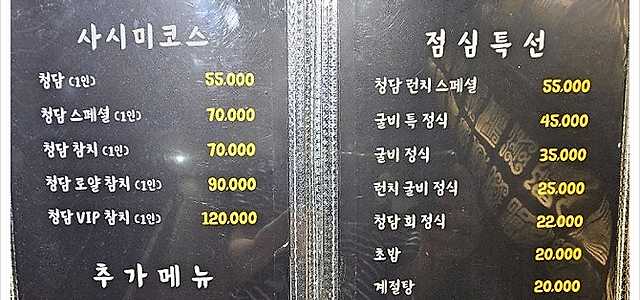 사시미코스
청담 (1인) 55.000
청담 스페셜 (1인) 70.000
청담 참치 (1인) 70.000
청담 로얄 참치 (1인) 90.000
청담 VIP 참치 (1인) 120.000
추가메뉴
점심특선
청담 런치 스페셜 55.000
굴비 특 정식 45.000
굴비 정식 35.000
런치 굴비 정식 25.000
청담 회 정식 22.000
초밥 20.000
계절탕 20.000